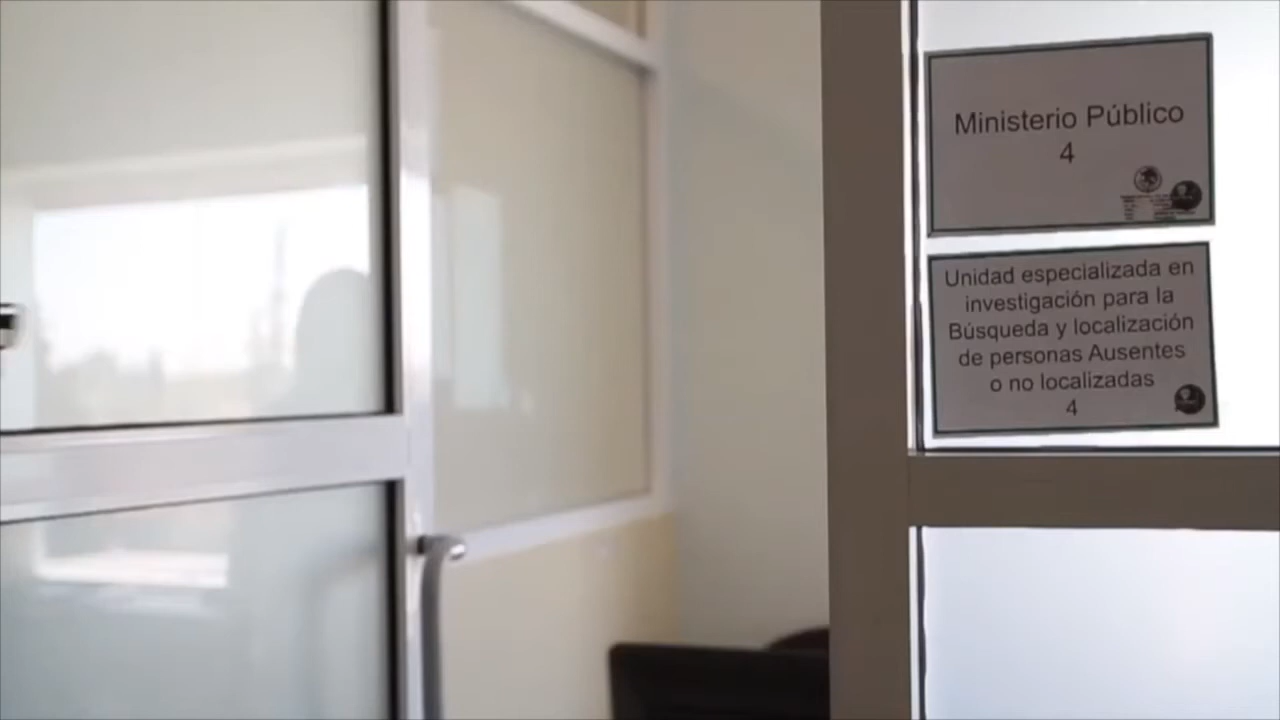 Ministerio Público
4
Unidad especializada en
investigación para la
Búsqueda y localización
de personas Ausentes
o no localizadas
4